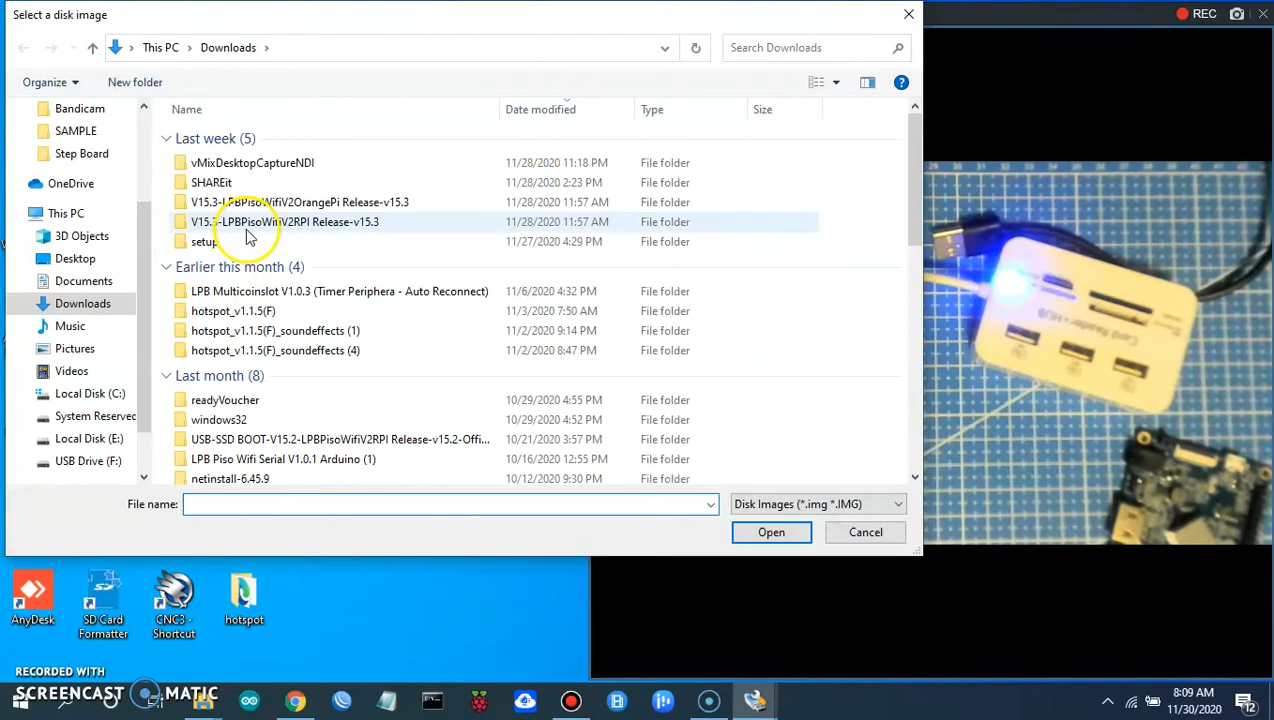 Select a disk image
REC
This PC
Downloads
Search Downloads
Organize
New folder
Name
Date modified
Type
Size
Bandicam
SAMPLE
Step Board
OneDrive
This PC
3D Objects
Desktop
Documents
Downloads
Music
Pictures
Videos
Local Disk (C:)
System Reserved
Local Disk (E:)
USB Drive (F:)
Last week (5)
vMixDesktopCaptureNDI 11/28/2020 11:18 PM File folder
SHAREit 11/28/2020 2:23 PM File folder
V15.3-LPBPisoWifiV2OrangePi Release-v15.3 11/28/2020 11:57 AM File folder
V15.3-LPBPisoWifiV2RPI Release-v15.3 11/28/2020 11:57 AM File folder
setup 11/27/2020 4:29 PM File folder
Earlier this month (4)
LPB Multicoinslot V1.0.3 (Timer Periphera - Auto Reconnect) 11/6/2020 4:32 PM File folder
hotspot_v1.1.5(F) 11/3/2020 7:50 AM File folder
hotspot_v1.1.5(F)_soundeffects (1) 11/2/2020 9:14 PM File folder
hotspot_v1.1.5(F)_soundeffects (4) 11/2/2020 8:47 PM File folder
Last month (8)
readyVoucher 10/29/2020 4:55 PM File folder
windows32 10/29/2020 4:52 PM File folder
USB-SSD BOOT-V15.2-LPBPisoWifiV2RPI Release-v15.2-Offi... 10/21/2020 3:57 PM File folder
LPB Piso Wifi Serial V1.0.1 Arduino (1) 10/16/2020 12:55 PM File folder
netinstall-6.45.9 10/12/2020 9:30 PM File folder
File name:
Disk Images (*.img *.IMG)
Open
Cancel
Card Reader+HUB
AnyDesk
SD Card Formatter
CNC3 - Shortcut
hotspot
RECORDED WITH
SCREENCAST MATIC
8:09 AM
11/30/2020
12